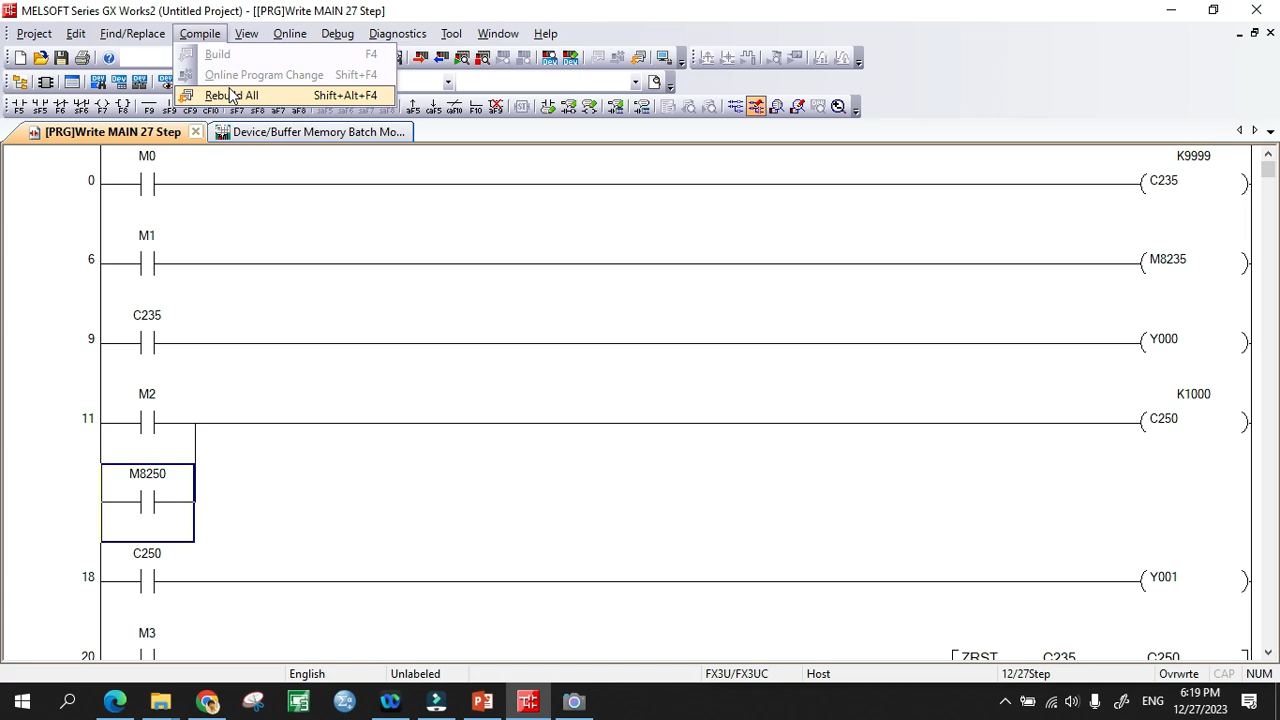 MELSOFT Series GX Works2 (Untitled Project) - [[PRG]Write MAIN 27 Step]
Project Edit Find/Replace Compile View Online Debug Diagnostics Tool Window Help
Build F4
Online Program Change Shift+F4
Rebuild All Shift+Alt+F4
[PRG]Write MAIN 27 Step Device/Buffer Memory Batch Mo...
M0 K9999
0 C235
M1
6 M8235
C235
9 Y000
M2 K1000
11 C250
M8250
C250
18 Y001
M3
20 ZRST C235 C250
English Unlabeled FX3U/FX3UC Host 12/27Step Ovrwrte CAP NUM
ENG 6:19 PM
12/27/2023